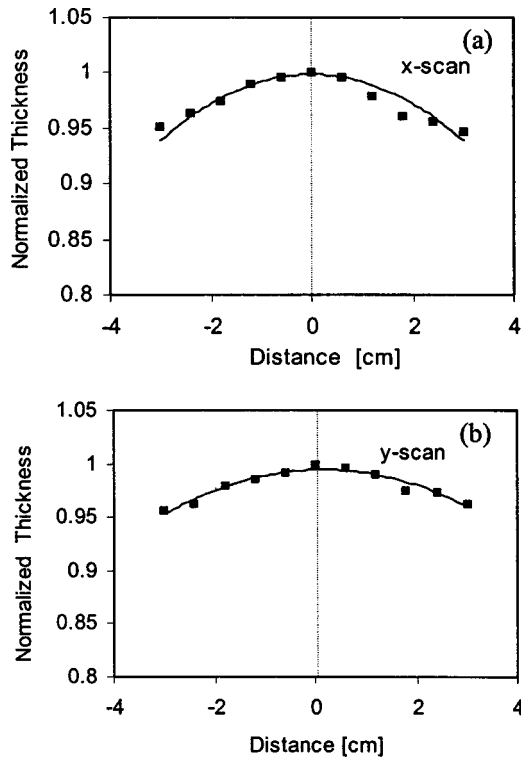 1.05
(a)
x-scan
1
0.95
0.9
0.85
0.8
Normalized Thickness
-4
-2
0
2
4
Distance [cm]
1.05
(b)
y-scan
1
0.95
0.9
0.85
0.8
Normalized Thickness
-4
-2
0
2
4
Distance [cm]